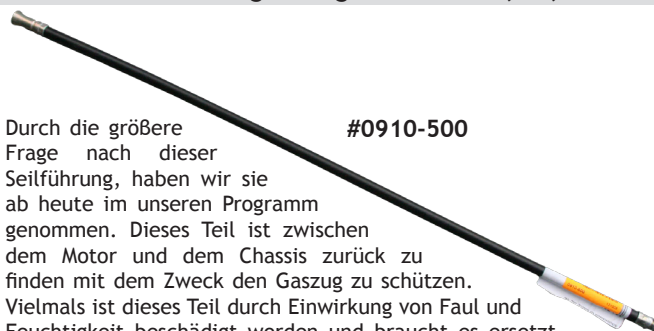 Durch die größere
#0910-500
Frage nach dieser
Seilführung, haben wir sie
ab heute im unseren Programm
genommen. Dieses Teil ist zwischen
dem Motor und dem Chassis zurück zu
finden mit dem Zweck den Gaszug zu schützen.
Vielmals ist dieses Teil durch Einwirkung von Faul und
Feuchtigkeit beschädigt worden und braucht es ersetzt